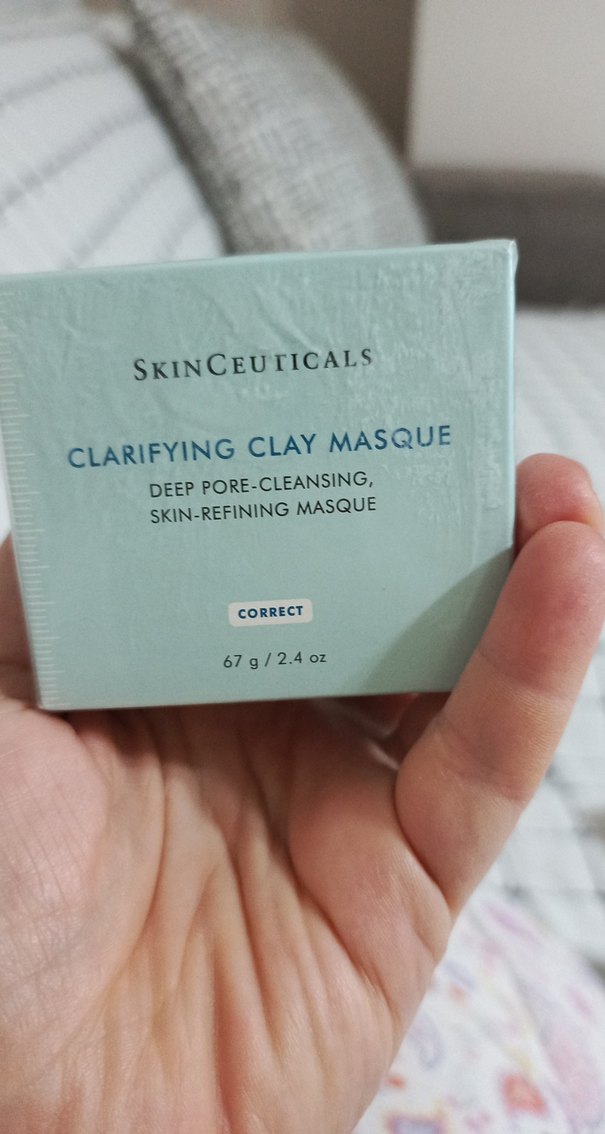 SKINCEUTICALS
CLARIFYING CLAY MASQUE
DEEP PORE-CLEANSING,
SKIN-REFINING MASQUE
CORRECT
67 g / 2.4 oz